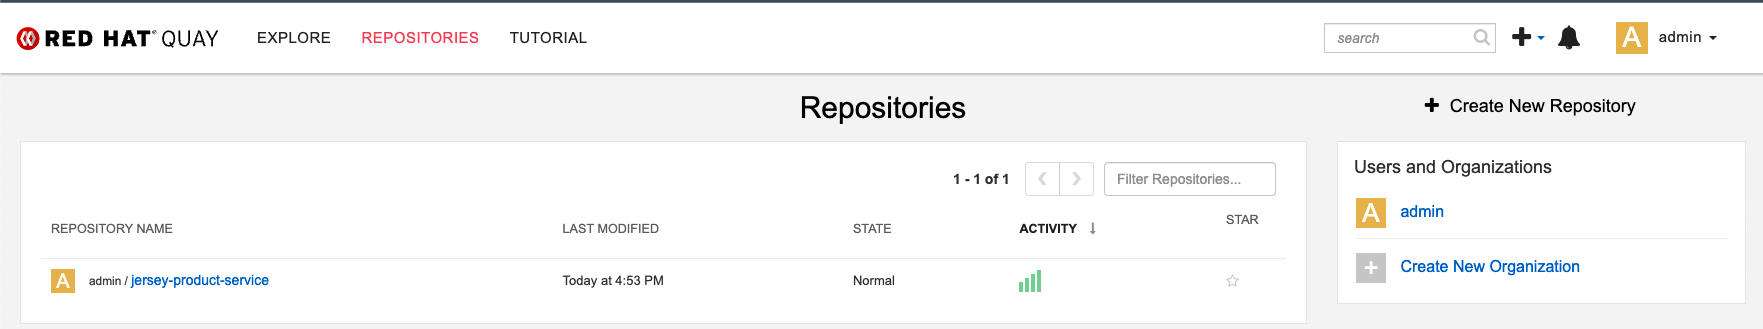 RED HAT® QUAY EXPLORE REPOSITORIES TUTORIAL search A admin
Repositories
Create New Repository
1 - 1 of 1 Filter Repositories...
REPOSITORY NAME LAST MODIFIED STATE ACTIVITY ↓ STAR
A admin / jersey-product-service Today at 4:53 PM Normal
Users and Organizations
A admin
Create New Organization